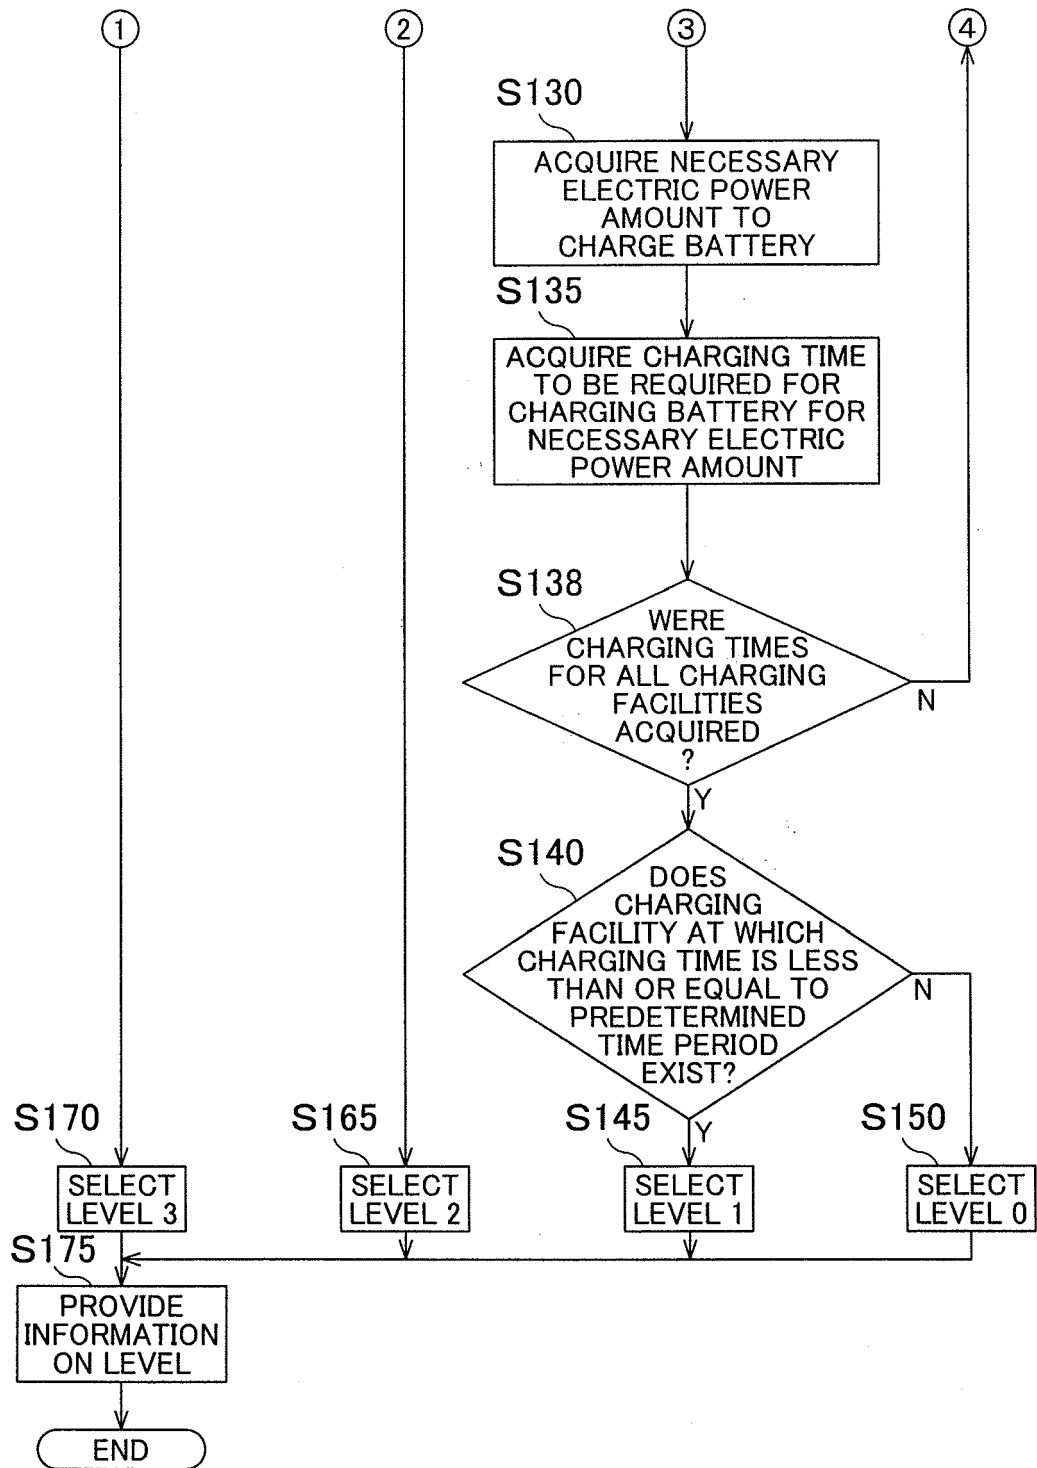 1
2
3
4
S130
ACQUIRE NECESSARY
ELECTRIC POWER
AMOUNT TO
CHARGE BATTERY
S135
ACQUIRE CHARGING TIME
TO BE REQUIRED FOR
CHARGING BATTERY FOR
NECESSARY ELECTRIC
POWER AMOUNT
S138
WERE
CHARGING TIMES
FOR ALL CHARGING
FACILITIES
ACQUIRED
?
N
Y
S140
DOES
CHARGING
FACILITY AT WHICH
CHARGING TIME IS LESS
THAN OR EQUAL TO
PREDETERMINED
TIME PERIOD
EXIST?
N
Y
S170
SELECT
LEVEL 3
S165
SELECT
LEVEL 2
S145
SELECT
LEVEL 1
S150
SELECT
LEVEL 0
S175
PROVIDE
INFORMATION
ON LEVEL
END